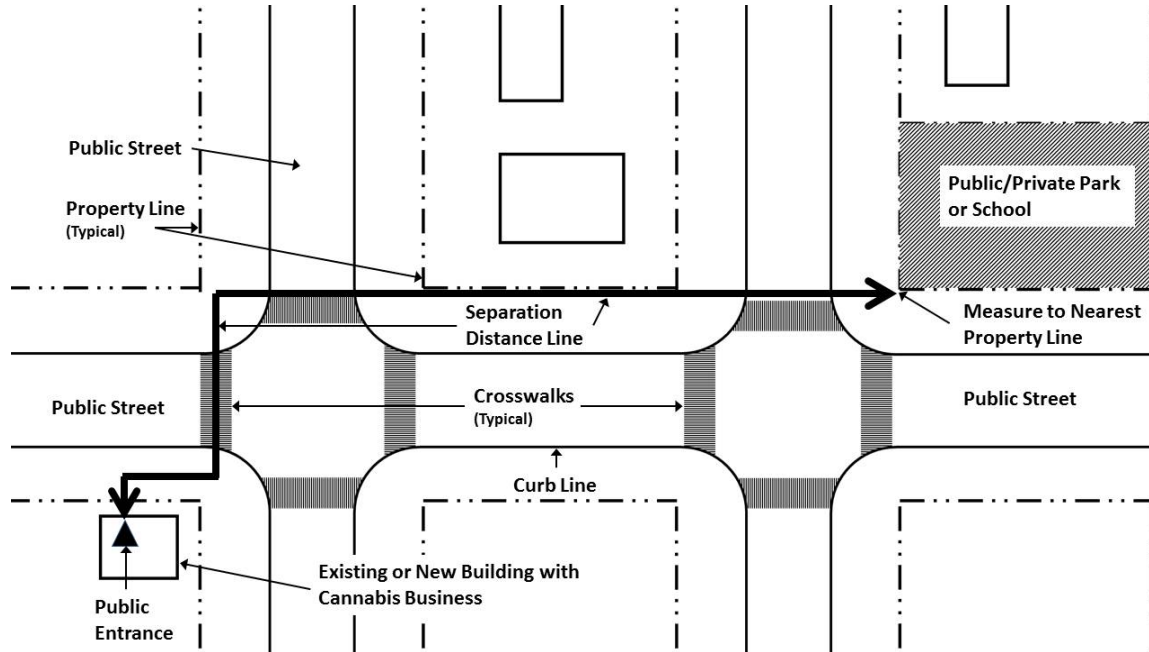 Public Street
Property Line
(Typical)
Public/Private Park
or School
Separation
Distance Line
Measure to Nearest
Property Line
Public Street
Crosswalks
(Typical)
Public Street
Curb Line
Existing or New Building with
Cannabis Business
Public
Entrance